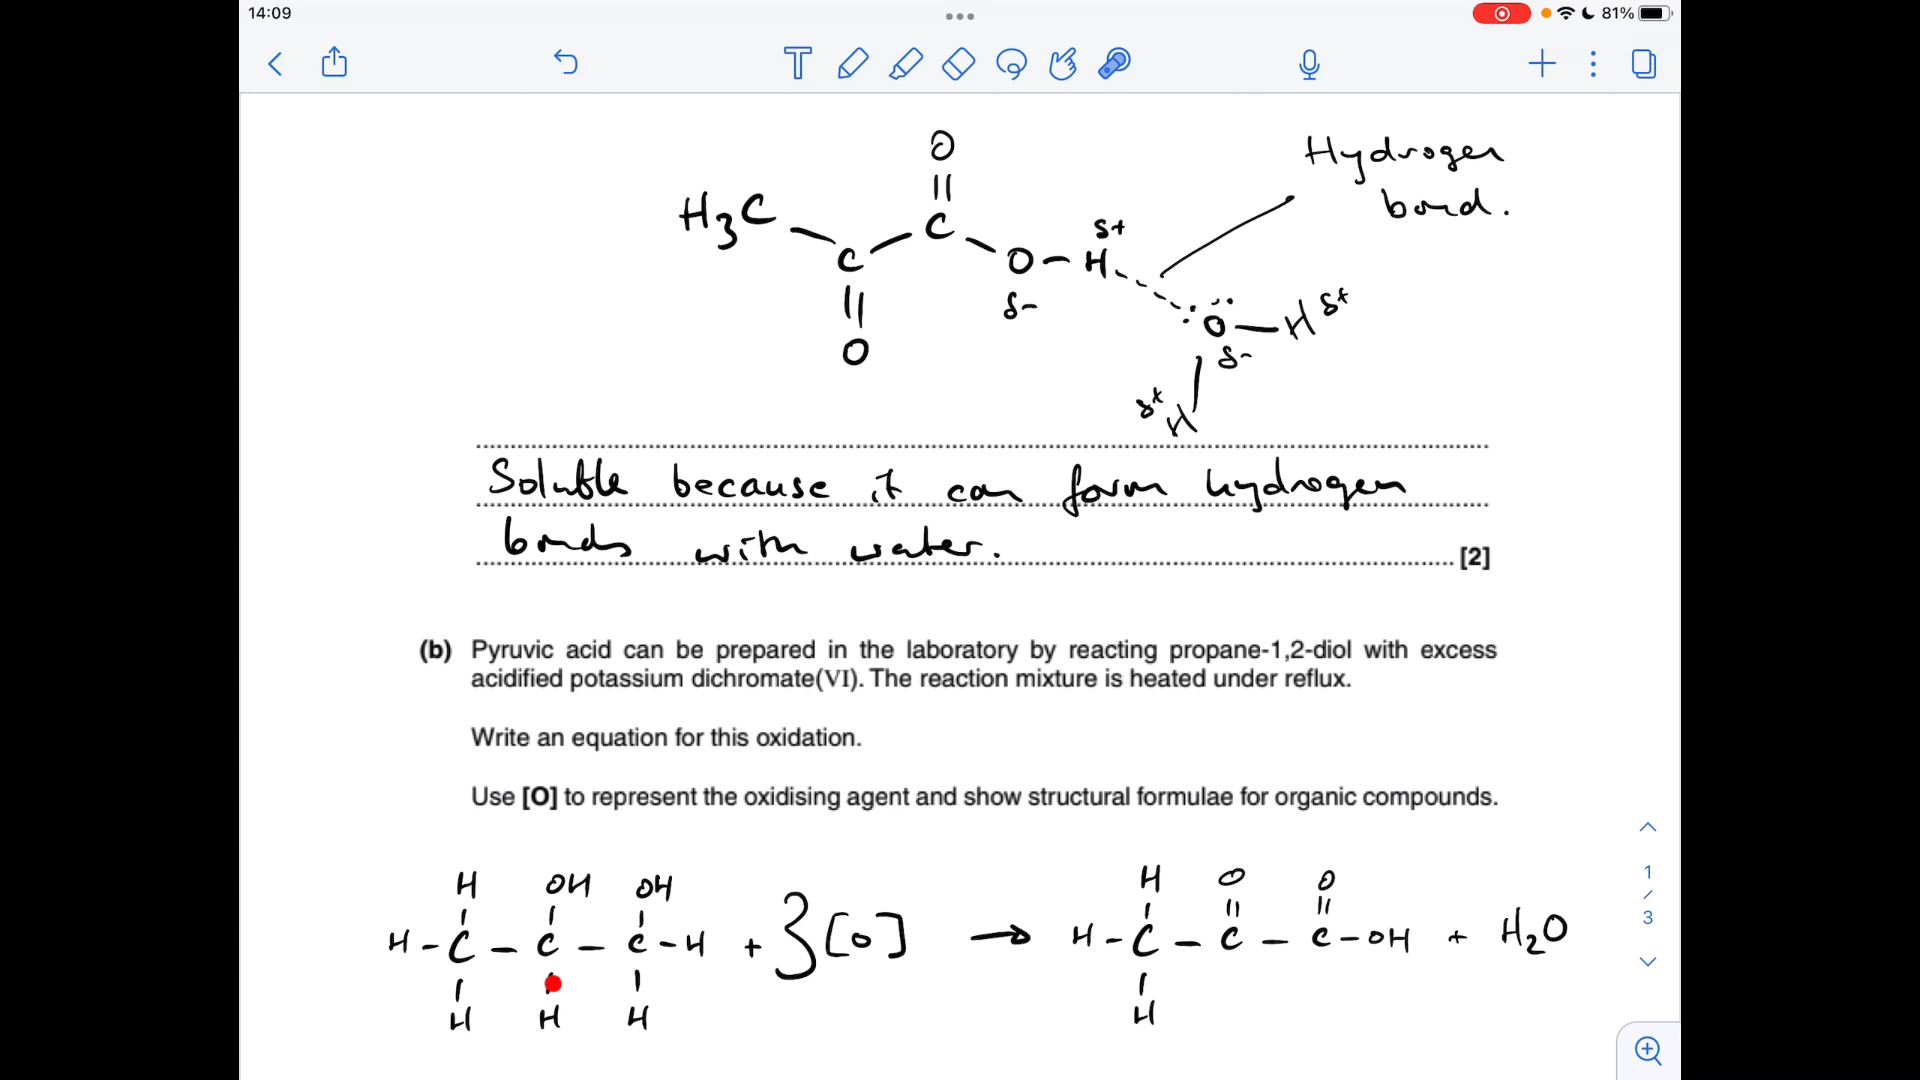 14:09
81%
T
O
||
H₃C
C
C
O – H
δ+
δ-
||
O
Hydrogen
bond.
:O — H δ+
δ-
δ+ H
Soluble because it can form hydrogen
bonds with water.
[2]
(b) Pyruvic acid can be prepared in the laboratory by reacting propane-1,2-diol with excess
acidified potassium dichromate(VI). The reaction mixture is heated under reflux.
Write an equation for this oxidation.
Use [O] to represent the oxidising agent and show structural formulae for organic compounds.
H OH OH H O O
H – C – C – C – H + 3[O] → H – C – C – C – OH + H₂O
H H H H
1
/
3